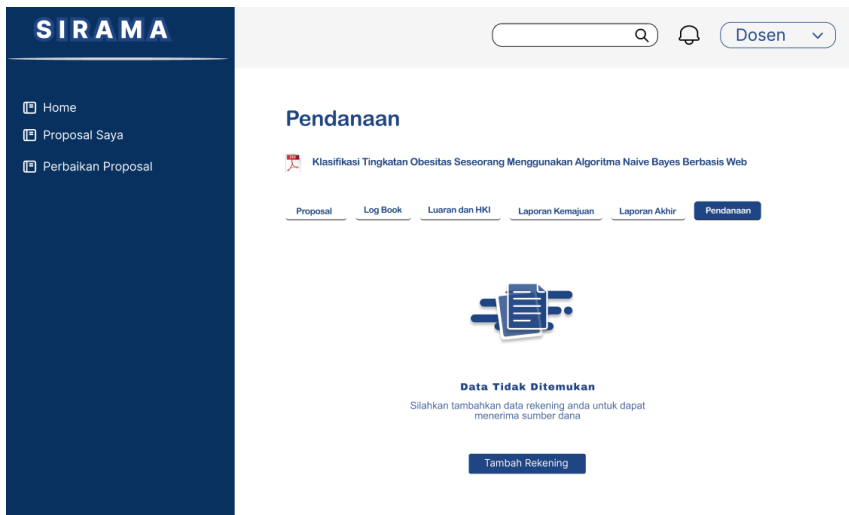 SIRAMA
Dosen
Home
Proposal Saya
Perbaikan Proposal
Pendanaan
Klasifikasi Tingkatan Obesitas Seseorang Menggunakan Algoritma Naive Bayes Berbasis Web
Proposal
Log Book
Luaran dan HKI
Laporan Kemajuan
Laporan Akhir
Pendanaan
Data Tidak Ditemukan
Silahkan tambahkan data rekening anda untuk dapat
menerima sumber dana
Tambah Rekening